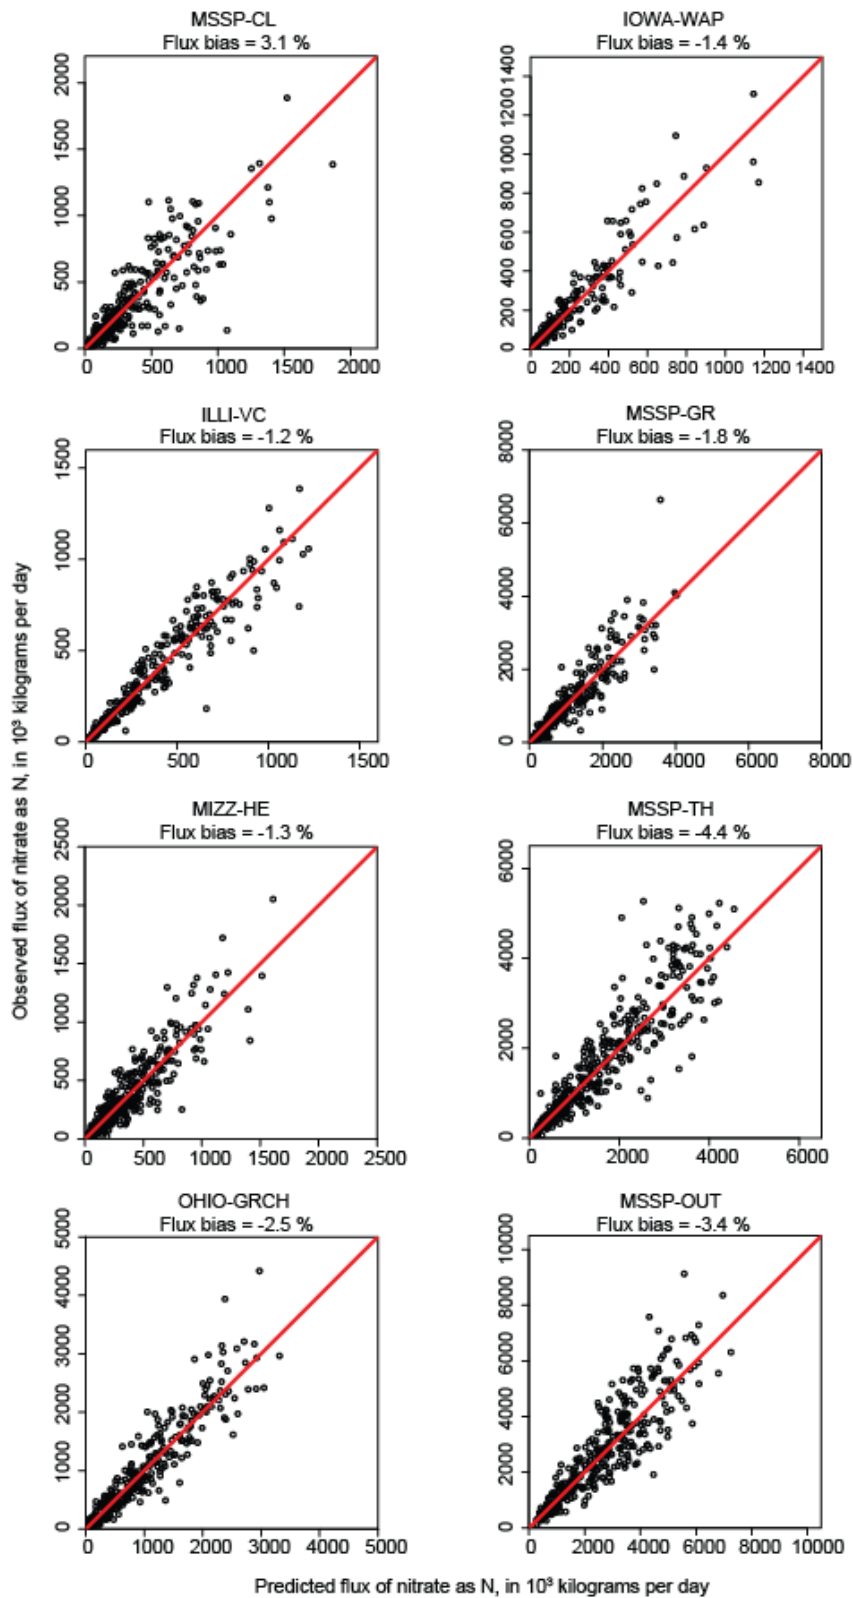 MSSP-CL
Flux bias = 3.1 %
2000
1500
1000
500
0
0 500 1000 1500 2000
IOWA-WAP
Flux bias = -1.4 %
1400
1200
1000
800
600
400
200
0
0 200 400 600 800 1000 1200 1400
ILLI-VC
Flux bias = -1.2 %
1500
1000
500
0
0 500 1000 1500
MSSP-GR
Flux bias = -1.8 %
8000
6000
4000
2000
0
0 2000 4000 6000 8000
Observed flux of nitrate as N, in 10³ kilograms per day
MIZZ-HE
Flux bias = -1.3 %
2500
2000
1500
1000
500
0
0 500 1000 1500 2000 2500
MSSP-TH
Flux bias = -4.4 %
6000
4000
2000
0
0 2000 4000 6000
OHIO-GRCH
Flux bias = -2.5 %
5000
4000
3000
2000
1000
0
0 1000 2000 3000 4000 5000
MSSP-OUT
Flux bias = -3.4 %
10000
8000
6000
4000
2000
0
0 2000 4000 6000 8000 10000
Predicted flux of nitrate as N, in 10³ kilograms per day